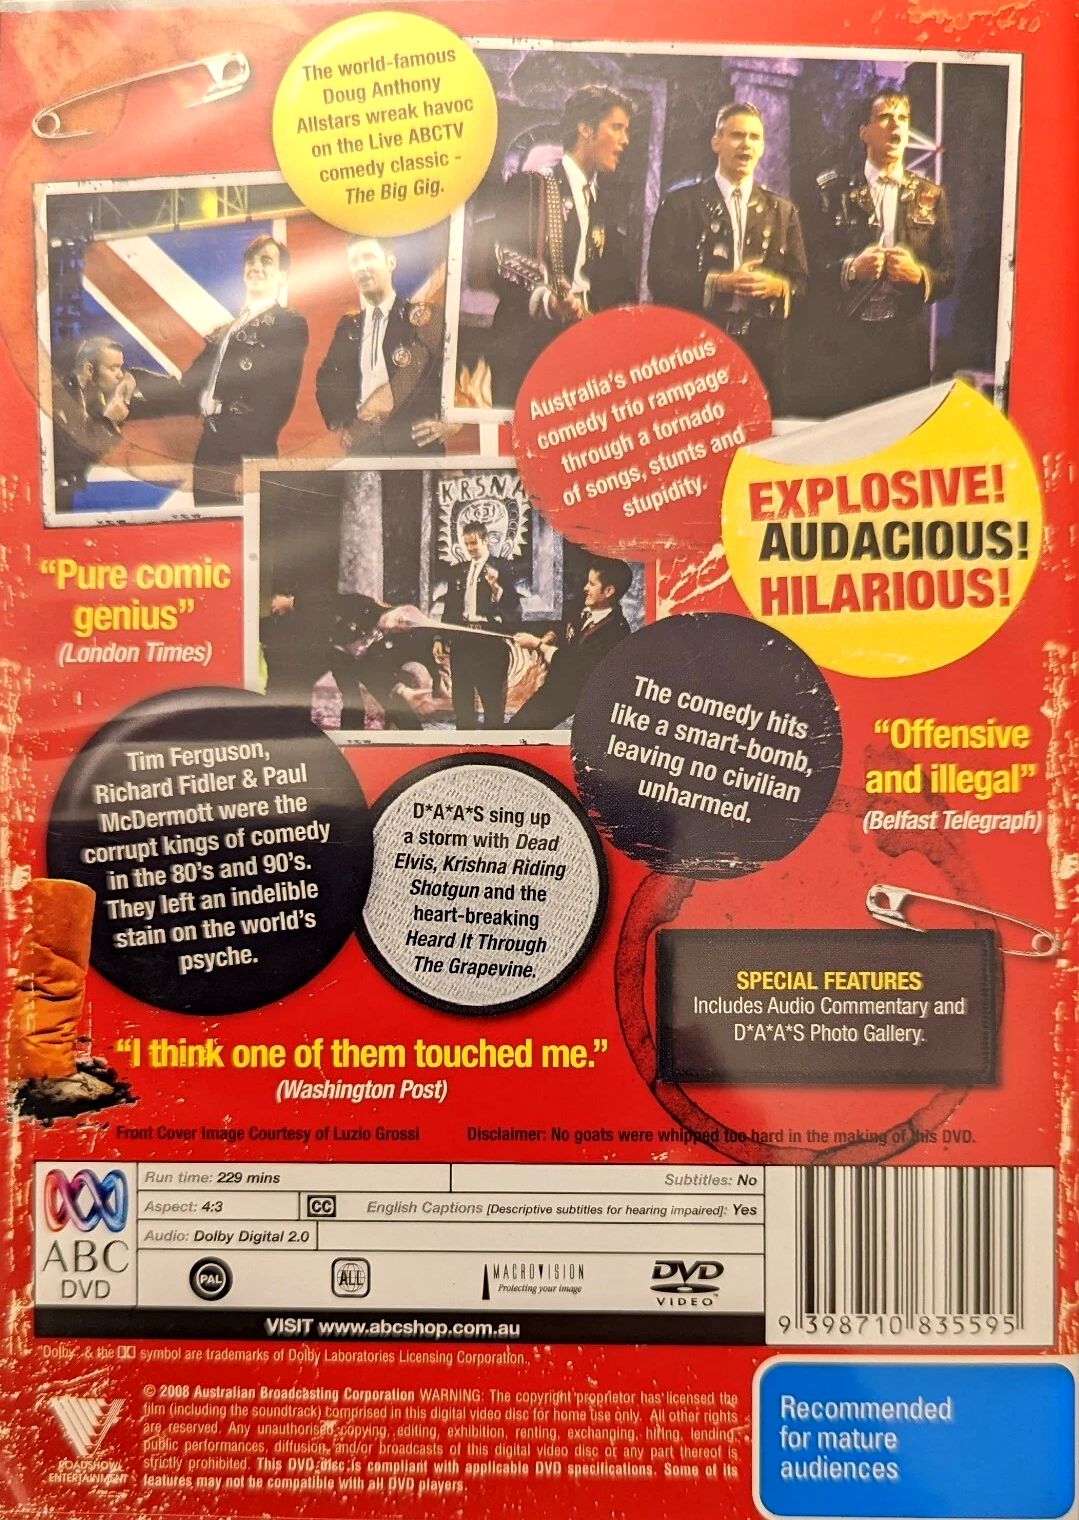 The world-famous
Doug Anthony
Allstars wreak havoc
on the Live ABCTV
comedy classic -
The Big Gig.
Australia's notorious
comedy trio rampage
through a tornado
of songs, stunts and
stupidity.
EXPLOSIVE!
AUDACIOUS!
HILARIOUS!
KRSNA
"Pure comic
genius"
(London Times)
The comedy hits
like a smart-bomb,
leaving no civilian
unharmed.
"Offensive
and illegal"
(Belfast Telegraph)
Tim Ferguson,
Richard Fidler & Paul
McDermott were the
corrupt kings of comedy
in the 80's and 90's.
They left an indelible
stain on the world's
psyche.
D*A*A*S sing up
a storm with Dead
Elvis, Krishna Riding
Shotgun and the
heart-breaking
Heard It Through
The Grapevine.
SPECIAL FEATURES
Includes Audio Commentary and
D*A*A*S Photo Gallery.
"I think one of them touched me."
(Washington Post)
Front Cover Image Courtesy of Luzio Grossi
Disclaimer: No goats were whipped too hard in the making of this DVD.
ABC
DVD
Run time: 229 mins
Subtitles: No
Aspect: 4:3
CC
English Captions [Descriptive subtitles for hearing impaired]: Yes
Audio: Dolby Digital 2.0
PAL
ALL
MACROVISION
Protecting your image
DVD
VIDEO™
VISIT www.abcshop.com.au
9 398710 835595
"Dolby" & the DD symbol are trademarks of Dolby Laboratories Licensing Corporation.
ROADSHOW
ENTERTAINMENT
© 2008 Australian Broadcasting Corporation WARNING: The copyright proprietor has licensed the
film (including the soundtrack) comprised in this digital video disc for home use only. All other rights
are reserved. Any unauthorised copying, editing, exhibition, renting, exchanging, hiring, lending,
public performances, diffusion, and/or broadcasts of this digital video disc or any part thereof is
strictly prohibited. This DVD disc is compliant with applicable DVD specifications. Some of its
features may not be compatible with all DVD players.
Recommended
for mature
audiences